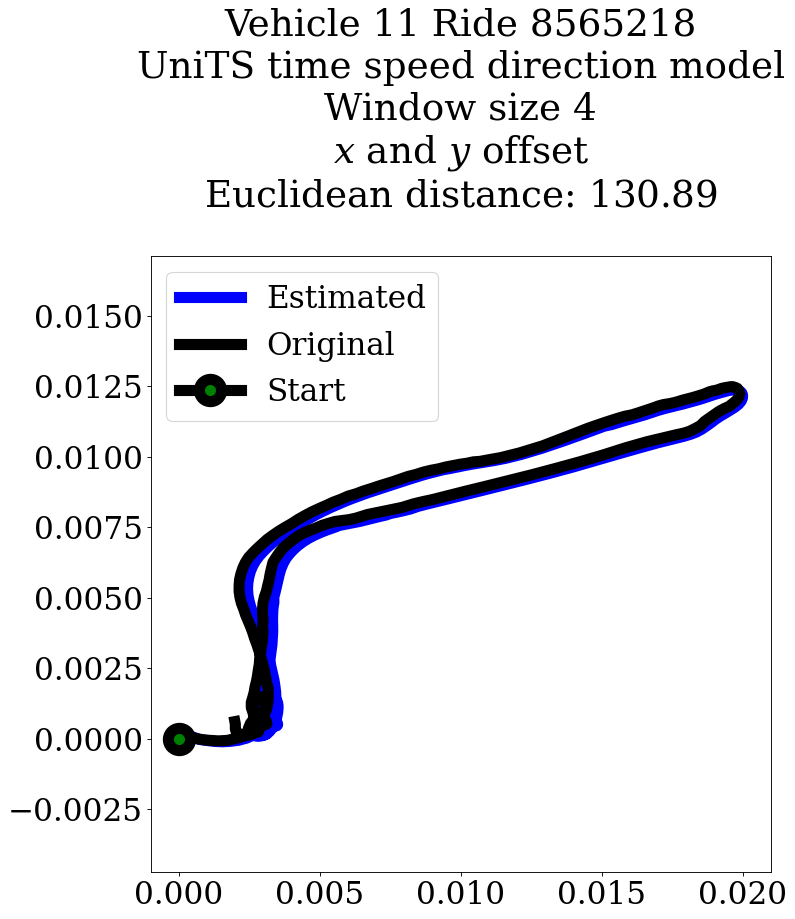 Vehicle 11 Ride 8565218
UniTS time speed direction model
Window size 4
x and y offset
Euclidean distance: 130.89
Estimated
Original
Start
0.0150
0.0125
0.0100
0.0075
0.0050
0.0025
0.0000
−0.0025
0.000 0.005 0.010 0.015 0.020